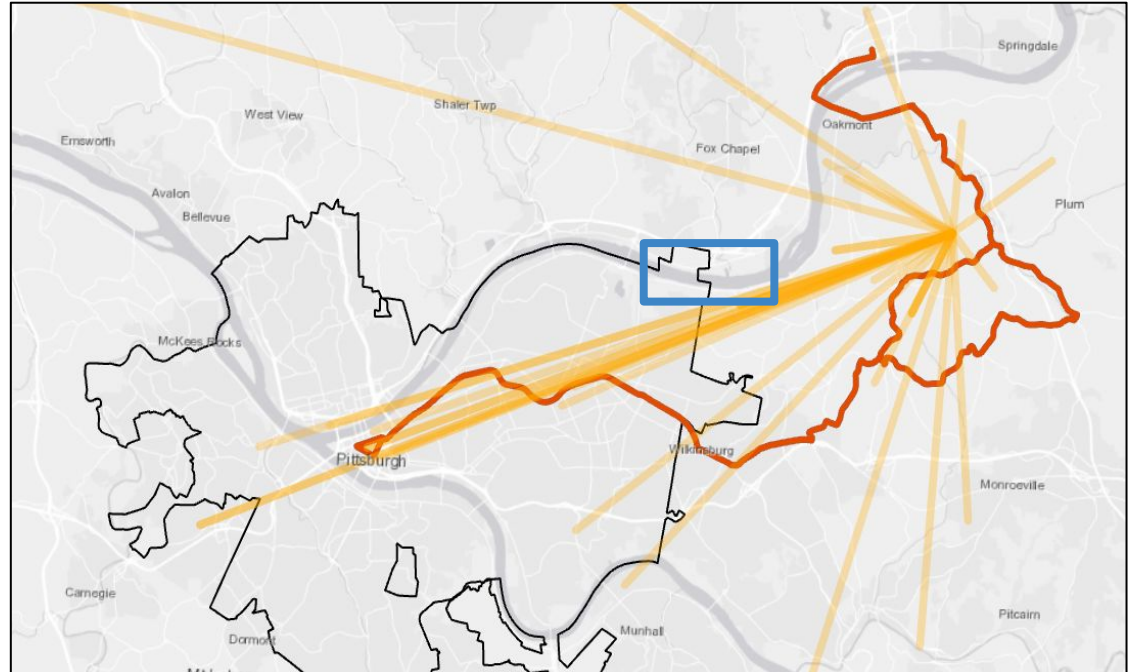 Springdale
Shaler Twp
West View
Oakmont
Emsworth
Fox Chapel
Avalon
Plum
Bellevue
McKees Rocks
Wilkinsburg
Pittsburgh
Monroeville
Carnegie
Pitcairn
Munhall
Dormont